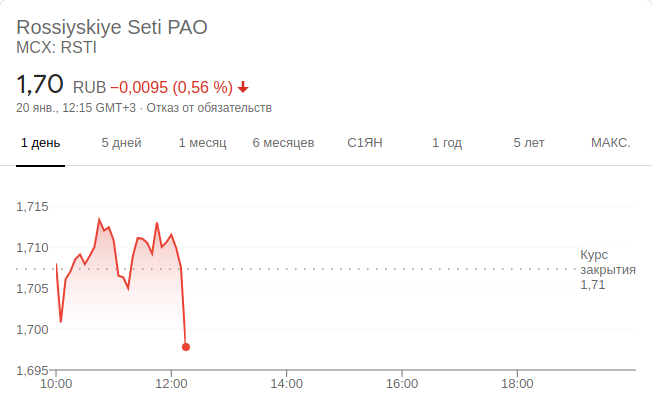 Rossiyskiye Seti PAO
MCX: RSTI
1,70 RUB −0,0095 (0,56 %)
20 янв., 12:15 GMT+3 · Отказ от обязательств
1 день 5 дней 1 месяц 6 месяцев С1ЯН 1 год 5 лет МАКС.
1,715
1,710
Курс
закрытия
1,71
1,705
1,700
1,695
10:00 12:00 14:00 16:00 18:00